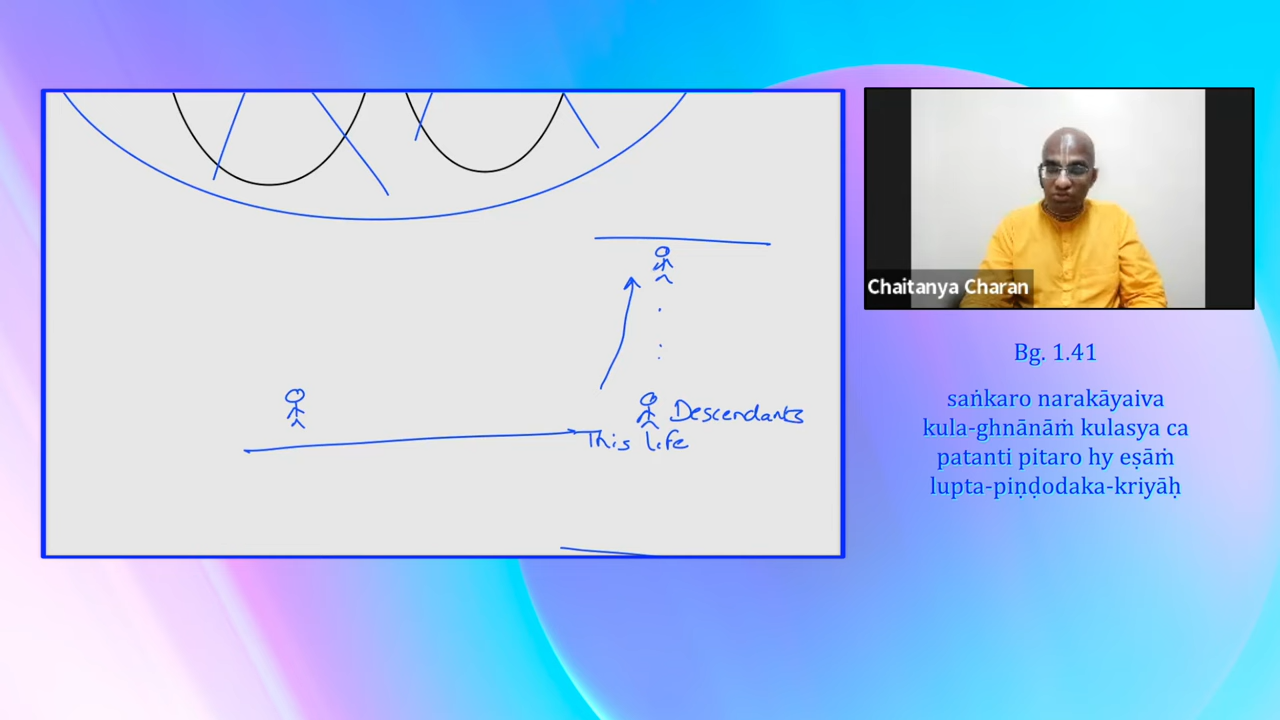 Descendants
This life
Chaitanya Charan
Bg. 1.41
saṅkaro narakāyaiva
kula-ghnānāṁ kulasya ca
patanti pitaro hy eṣāṁ
lupta-piṇḍodaka-kriyāḥ